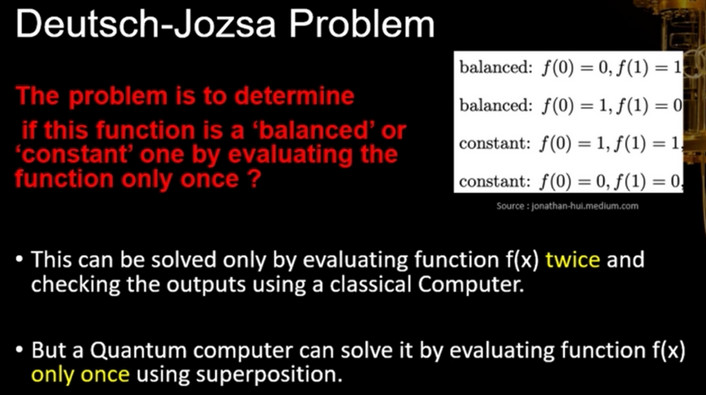 Deutsch-Jozsa Problem
balanced: f(0) = 0, f(1) = 1
balanced: f(0) = 1, f(1) = 0
constant: f(0) = 1, f(1) = 1,
constant: f(0) = 0, f(1) = 0.
Source : jonathan-hui.medium.com
The problem is to determine
if this function is a ‘balanced’ or
‘constant’ one by evaluating the
function only once ?
• This can be solved only by evaluating function f(x) twice and
checking the outputs using a classical Computer.
• But a Quantum computer can solve it by evaluating function f(x)
only once using superposition.